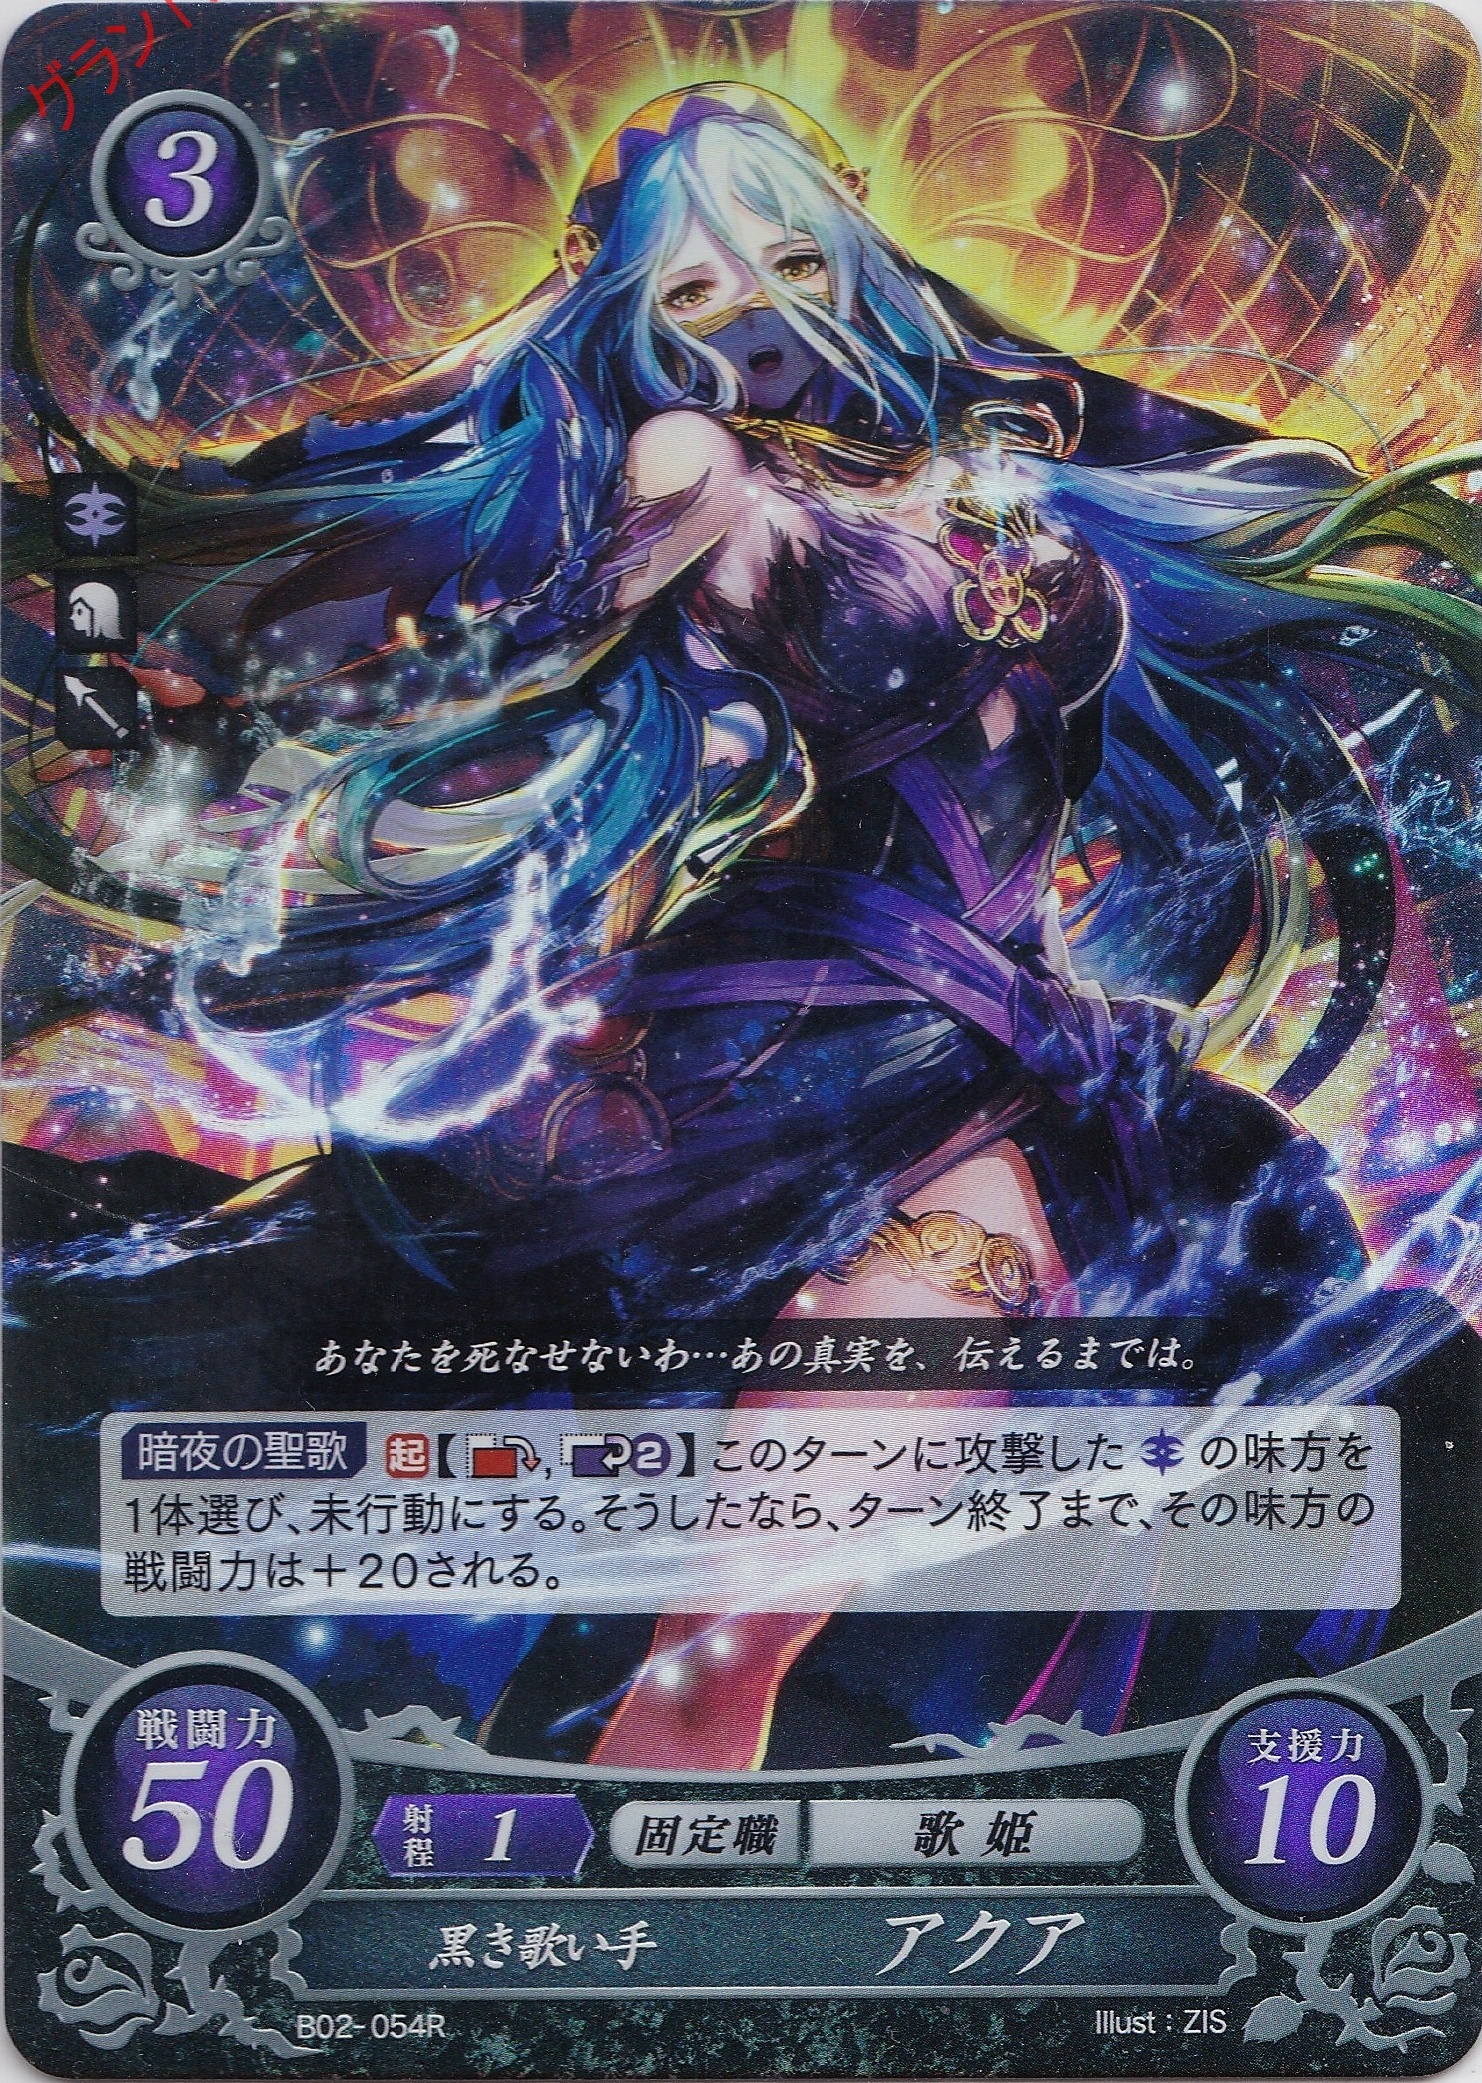 グラント
3
あなたを死なせないわ…あの真実を、伝えるまでは。
暗夜の聖歌 起【 , 2】このターンに攻撃した の味方を
1体選び、未行動にする。そうしたなら、ターン終了まで、その味方の
戦闘力は+20される。
戦闘力
50
射程 1
固定職 歌姫
支援力
10
黒き歌い手 アクア
B02-054R
Illust : ZIS